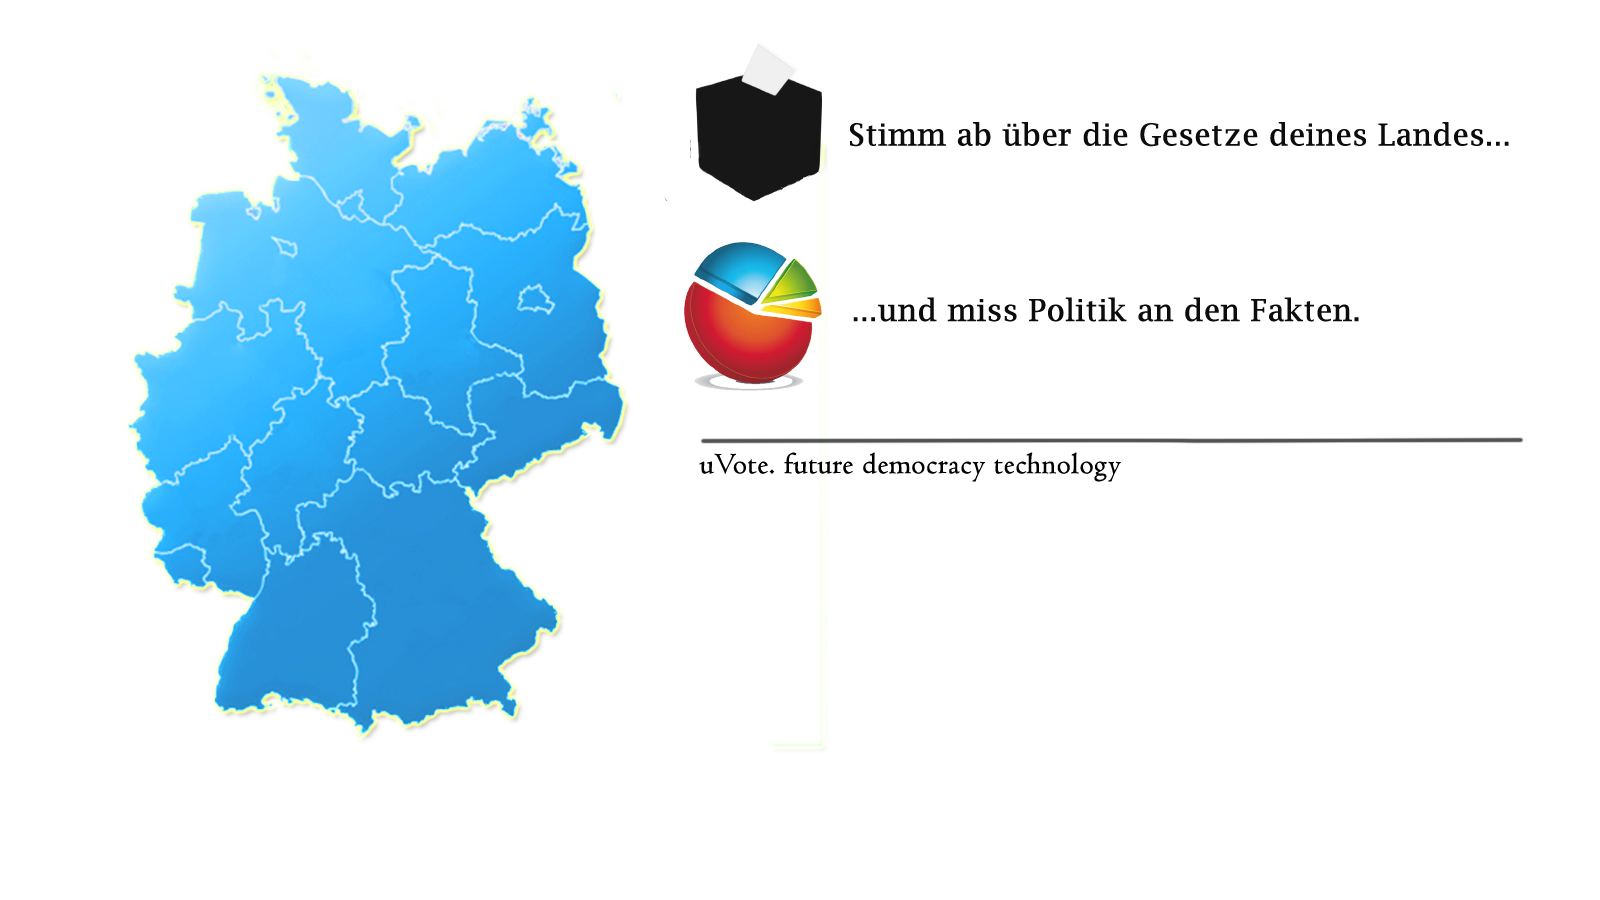 Stimm ab über die Gesetze deines Landes...
...und miss Politik an den Fakten.
uVote. future democracy technology